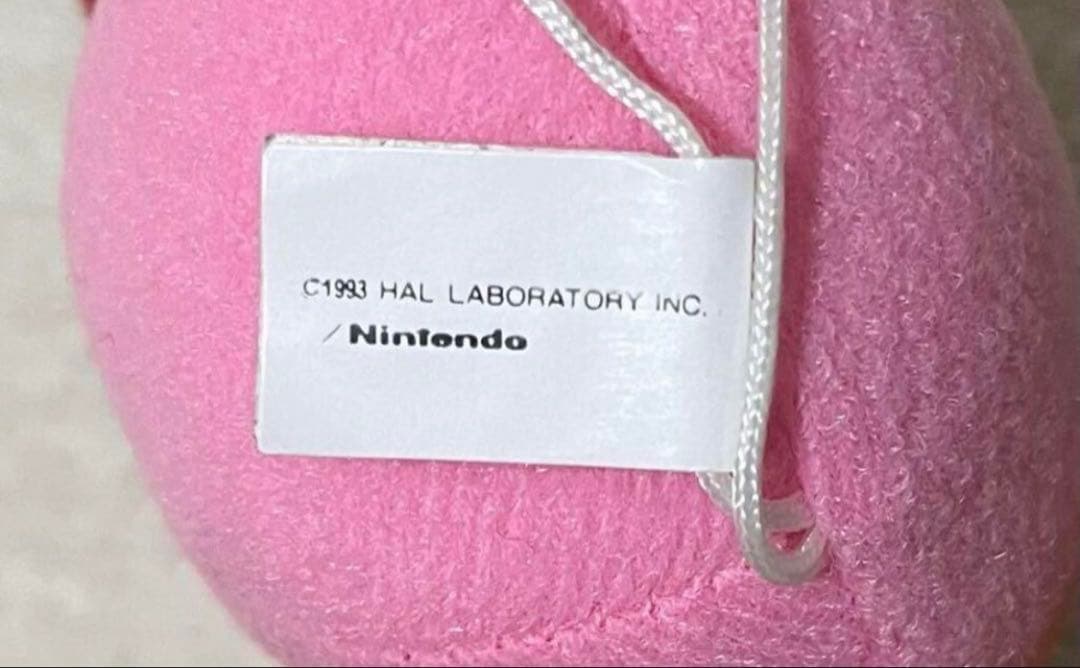 C1993 HAL LABORATORY INC.
/Nintendo